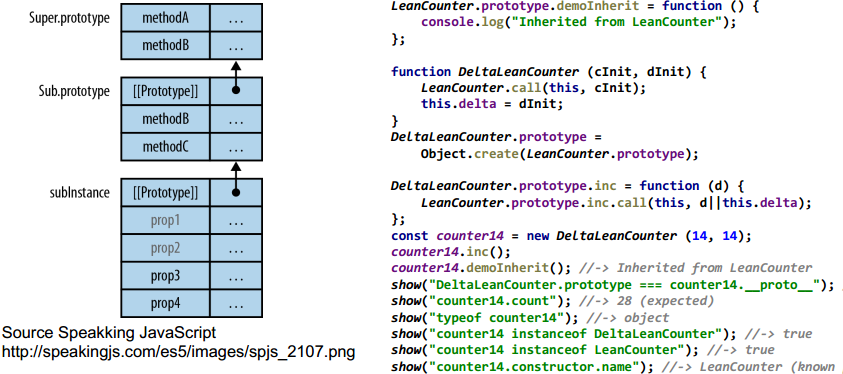 Super.prototype
methodA ...
methodB ...
Sub.prototype
[[Prototype]]
methodB ...
methodC ...
subInstance
[[Prototype]]
prop1 ...
prop2 ...
prop3 ...
prop4 ...
Source Speakking JavaScript
http://speakingjs.com/es5/images/spjs_2107.png
LeanCounter.prototype.demoInherit = function () {
console.log("Inherited from LeanCounter");
};
function DeltaLeanCounter (cInit, dInit) {
LeanCounter.call(this, cInit);
this.delta = dInit;
}
DeltaLeanCounter.prototype =
Object.create(LeanCounter.prototype);
DeltaLeanCounter.prototype.inc = function (d) {
LeanCounter.prototype.inc.call(this, d||this.delta);
};
const counter14 = new DeltaLeanCounter (14, 14);
counter14.inc();
counter14.demoInherit(); //-> Inherited from LeanCounter
show("DeltaLeanCounter.prototype === counter14.__proto__"); /
show("counter14.count"); //-> 28 (expected)
show("typeof counter14"); //-> object
show("counter14 instanceof DeltaLeanCounter"); //-> true
show("counter14 instanceof LeanCounter"); //-> true
show("counter14.constructor.name"); //-> LeanCounter (known